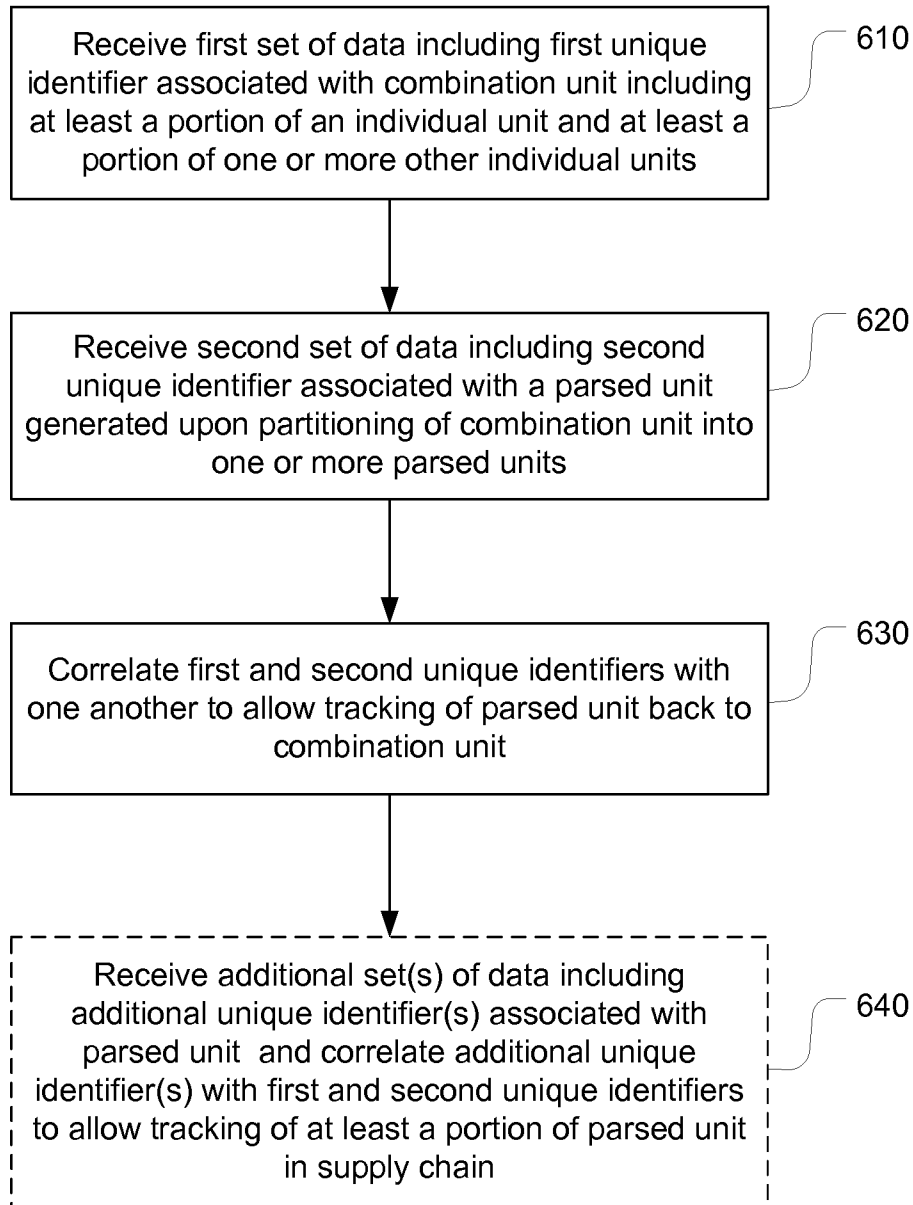 Receive first set of data including first unique
identifier associated with combination unit including
at least a portion of an individual unit and at least a
portion of one or more other individual units
610
Receive second set of data including second
unique identifier associated with a parsed unit
generated upon partitioning of combination unit into
one or more parsed units
620
Correlate first and second unique identifiers with
one another to allow tracking of parsed unit back to
combination unit
630
Receive additional set(s) of data including
additional unique identifier(s) associated with
parsed unit and correlate additional unique
identifier(s) with first and second unique identifiers
to allow tracking of at least a portion of parsed unit
in supply chain
640